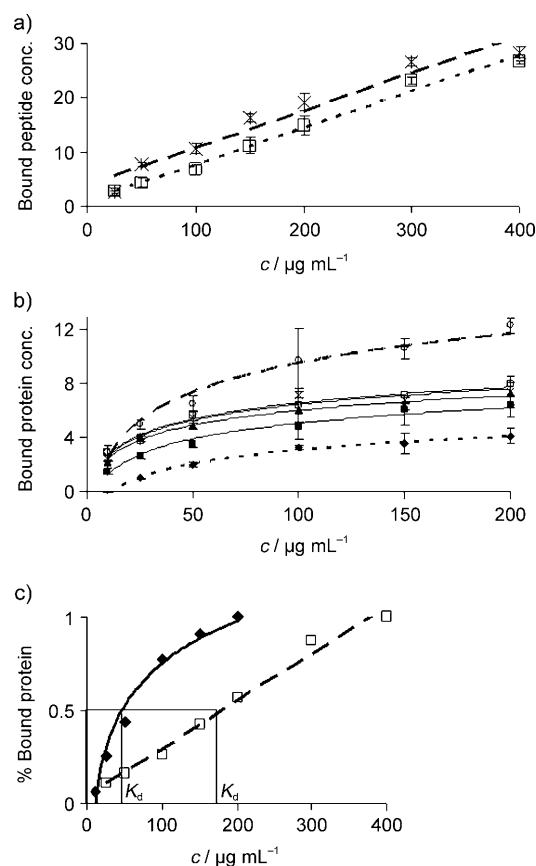 a)
30
20
10
0
Bound peptide conc.
0 100 200 300 400
c / µg mL⁻¹
b)
12
8
4
0
Bound protein conc.
0 50 100 150 200
c / µg mL⁻¹
c)
1
0.5
0
% Bound protein
Kd Kd
0 100 200 300 400
c / µg mL⁻¹